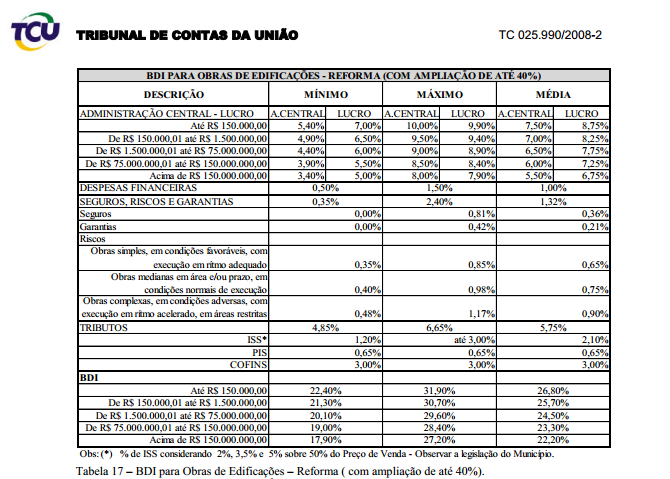 TCU
TRIBUNAL DE CONTAS DA UNIÃO TC 025.990/2008-2
BDI PARA OBRAS DE EDIFICAÇÕES - REFORMA (COM AMPLIAÇÃO DE ATÉ 40%)
DESCRIÇÃO MÍNIMO MÁXIMO MÉDIA
ADMINISTRAÇÃO CENTRAL - LUCRO A.CENTRAL LUCRO A.CENTRAL LUCRO A.CENTRAL LUCRO
Até R$ 150.000,00 5,40% 7,00% 10,00% 9,90% 7,50% 8,75%
De R$ 150.000,01 até R$ 1.500.000,00 4,90% 6,50% 9,50% 9,40% 7,00% 8,25%
De R$ 1.500.000,01 até R$ 75.000.000,00 4,40% 6,00% 9,00% 8,90% 6,50% 7,75%
De R$ 75.000.000,01 até R$ 150.000.000,00 3,90% 5,50% 8,50% 8,40% 6,00% 7,25%
Acima de R$ 150.000.000,00 3,40% 5,00% 8,00% 7,90% 5,50% 6,75%
DESPESAS FINANCEIRAS 0,50% 1,50% 1,00%
SEGUROS, RISCOS E GARANTIAS 0,35% 2,40% 1,32%
Seguros 0,00% 0,81% 0,36%
Garantias 0,00% 0,42% 0,21%
Riscos
Obras simples, em condições favoráveis, com
execução em rítmo adequado 0,35% 0,85% 0,65%
Obras medianas em área e/ou prazo, em
condições normais de execução 0,40% 0,98% 0,75%
Obras complexas, em condições adversas, com
execução em rítmo acelerado, em áreas restritas 0,48% 1,17% 0,90%
TRIBUTOS 4,85% 6,65% 5,75%
ISS* 1,20% até 3,00% 2,10%
PIS 0,65% 0,65% 0,65%
COFINS 3,00% 3,00% 3,00%
BDI
Até R$ 150.000,00 22,40% 31,90% 26,80%
De R$ 150.000,01 até R$ 1.500.000,00 21,30% 30,70% 25,70%
De R$ 1.500.000,01 até R$ 75.000.000,00 20,10% 29,60% 24,50%
De R$ 75.000.000,01 até R$ 150.000.000,00 19,00% 28,40% 23,30%
Acima de R$ 150.000.000,00 17,90% 27,20% 22,20%
Obs: (*) % de ISS considerando 2%, 3,5% e 5% sobre 50% do Preço de Venda - Observar a legislação do Município.
Tabela 17 – BDI para Obras de Edificações – Reforma ( com ampliação de até 40%).